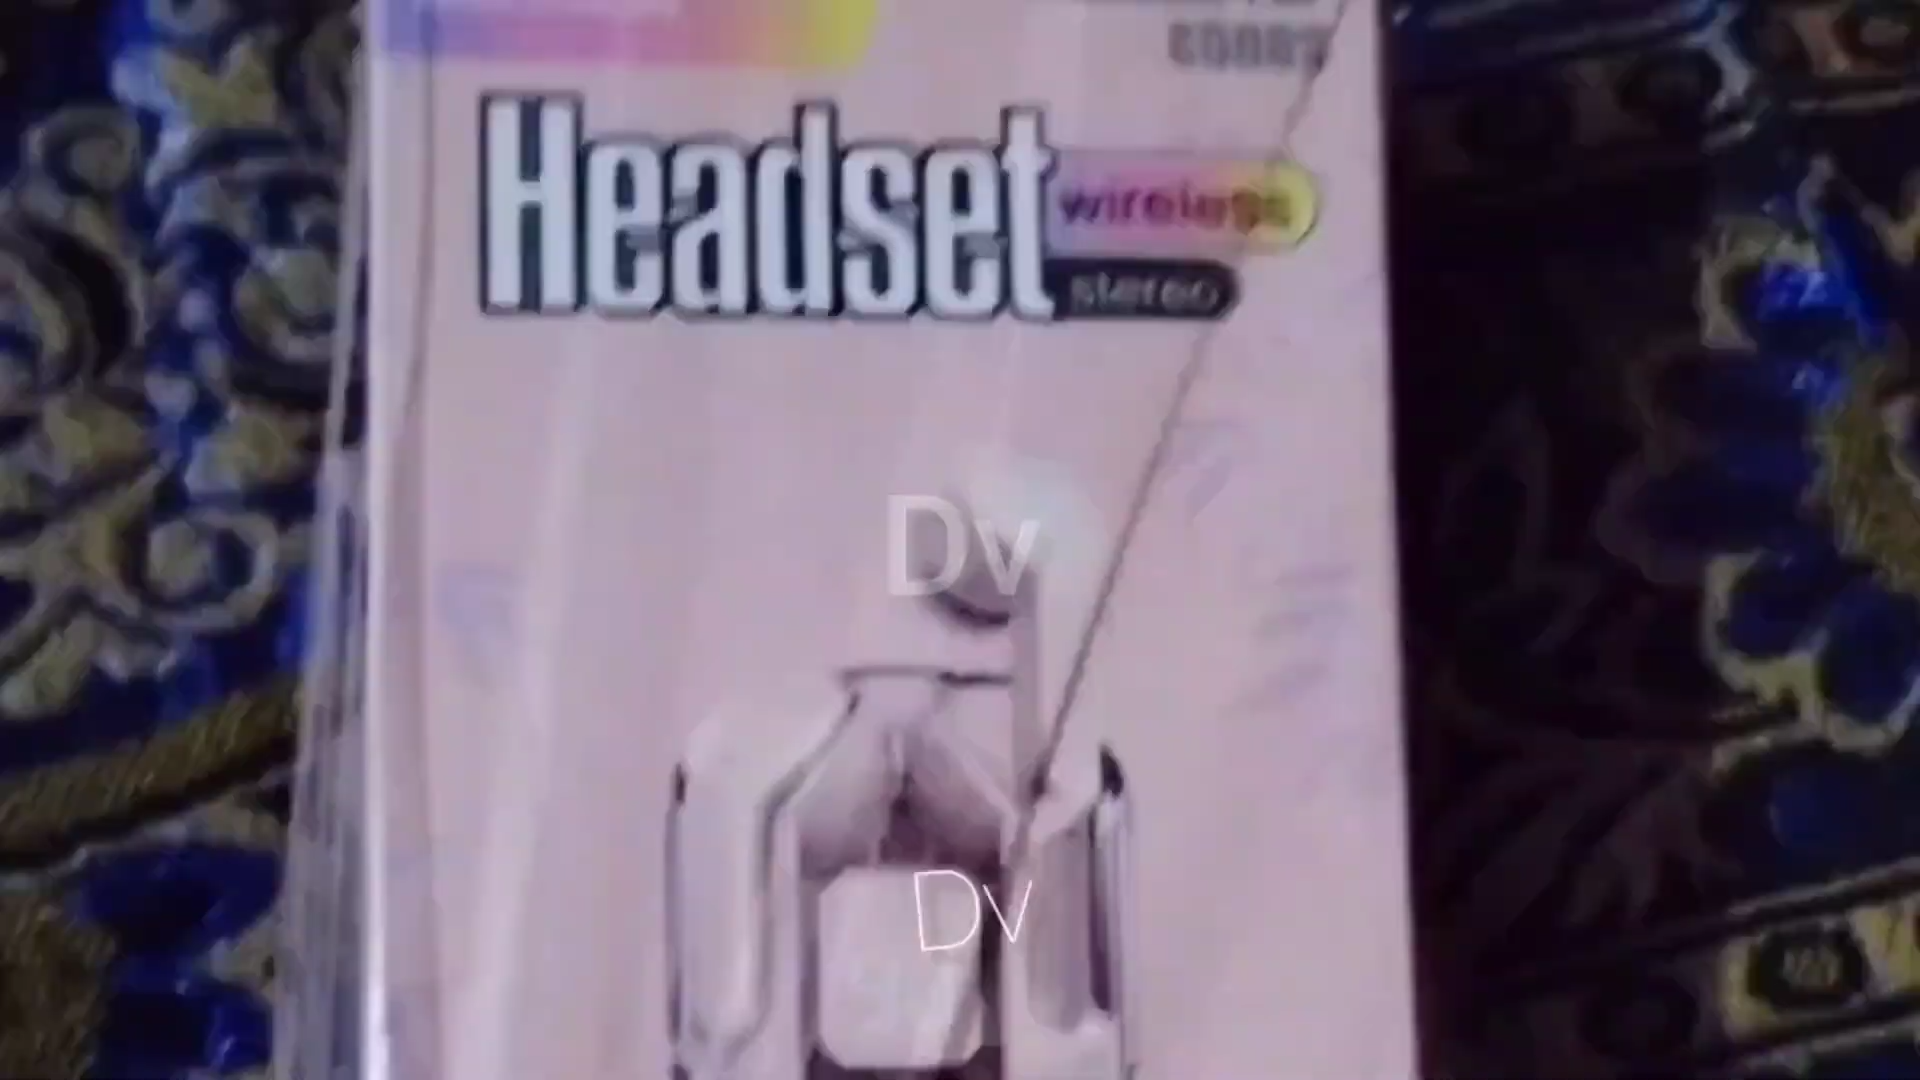 Headset
wireless
stereo
Dv
Dv